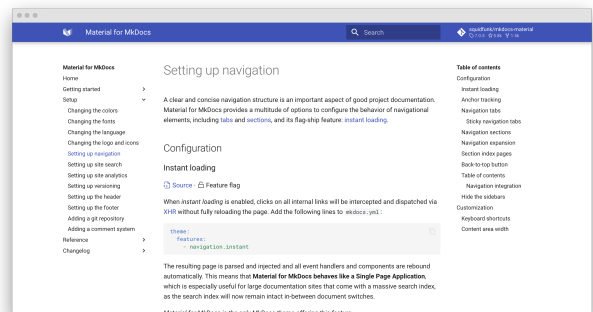 Material for MkDocs
Search
squidfunk/mkdocs-material
Material for MkDocs
Home
Getting started
Setup
Changing the colors
Changing the fonts
Changing the language
Changing the logo and icons
Setting up navigation
Setting up site search
Setting up site analytics
Setting up versioning
Setting up the header
Setting up the footer
Adding a git repository
Adding a comment system
Reference
Changelog
Setting up navigation
A clear and concise navigation structure is an important aspect of good project documentation.
Material for MkDocs provides a multitude of options to configure the behavior of navigational
elements, including tabs and sections, and its flag-ship feature: instant loading.
Configuration
Instant loading
Source · Feature flag
When instant loading is enabled, clicks on all internal links will be intercepted and dispatched via
XHR without fully reloading the page. Add the following lines to mkdocs.yml:
theme:
features:
- navigation.instant
The resulting page is parsed and injected and all event handlers and components are rebound
automatically. This means that Material for MkDocs behaves like a Single Page Application,
which is especially useful for large documentation sites that come with a massive search index,
as the search index will now remain intact in-between document switches.
Material for MkDocs is the only MkDocs theme offering this feature.
Table of contents
Configuration
Instant loading
Anchor tracking
Navigation tabs
Sticky navigation tabs
Navigation sections
Navigation expansion
Section index pages
Back-to-top button
Table of contents
Navigation integration
Hide the sidebars
Customization
Keyboard shortcuts
Content area width